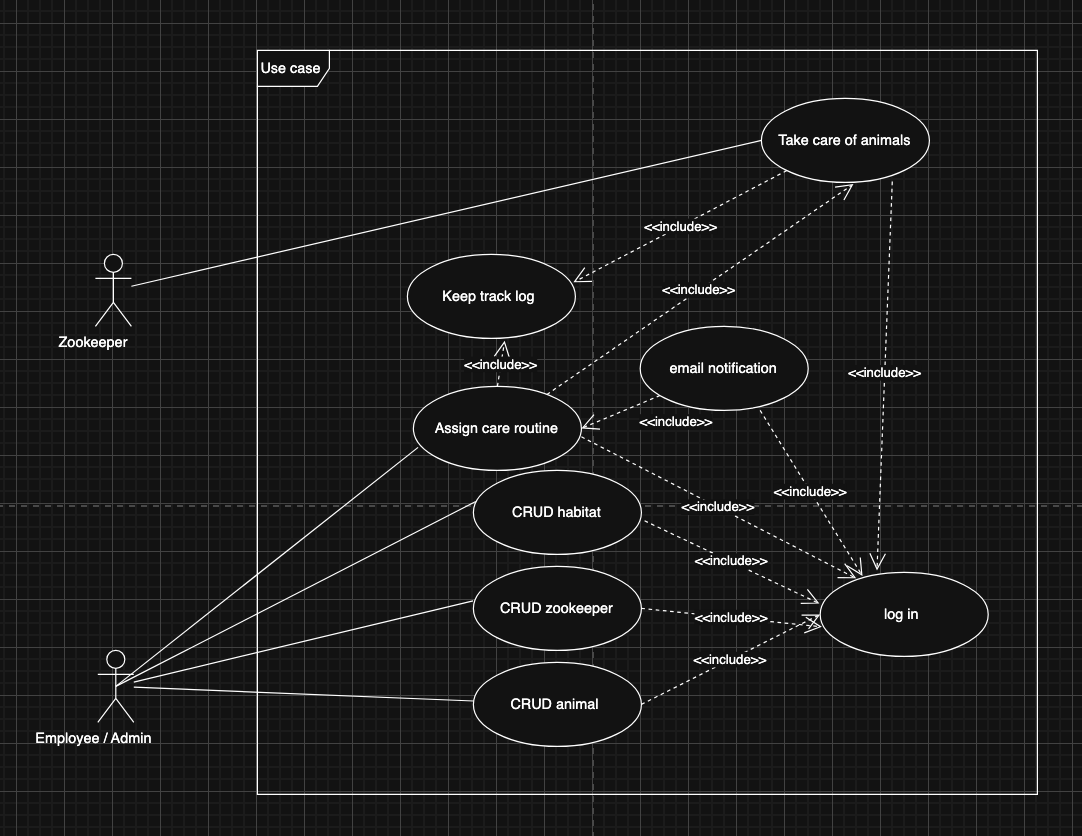 Use case
Take care of animals
<<include>>
<<include>>
Keep track log
Zookeeper
<<include>>
email notification
<<include>>
<<include>>
Assign care routine
<<include>>
<<include>>
CRUD habitat
<<include>>
CRUD zookeeper
<<include>>
log in
<<include>>
CRUD animal
Employee / Admin